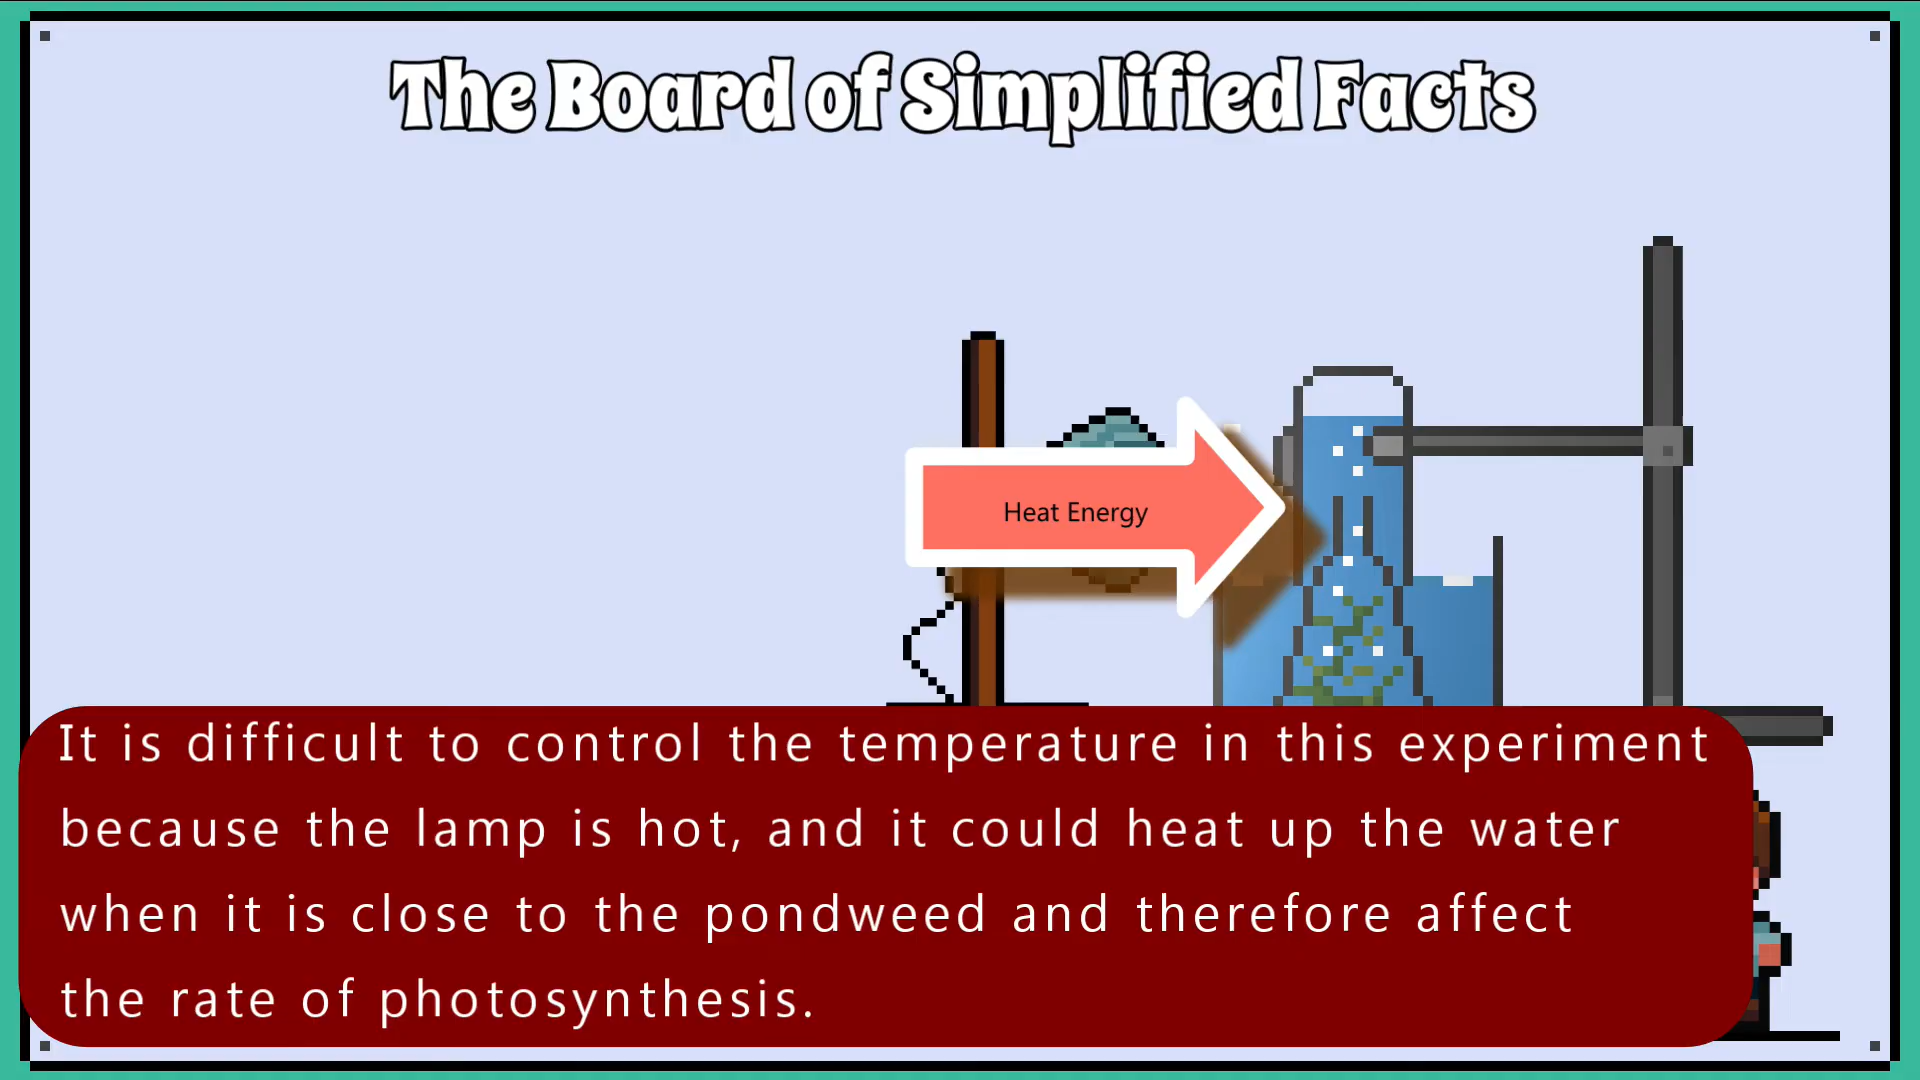 The Board of Simplified Facts
Heat Energy
It is difficult to control the temperature in this experiment
because the lamp is hot, and it could heat up the water
when it is close to the pondweed and therefore affect
the rate of photosynthesis.